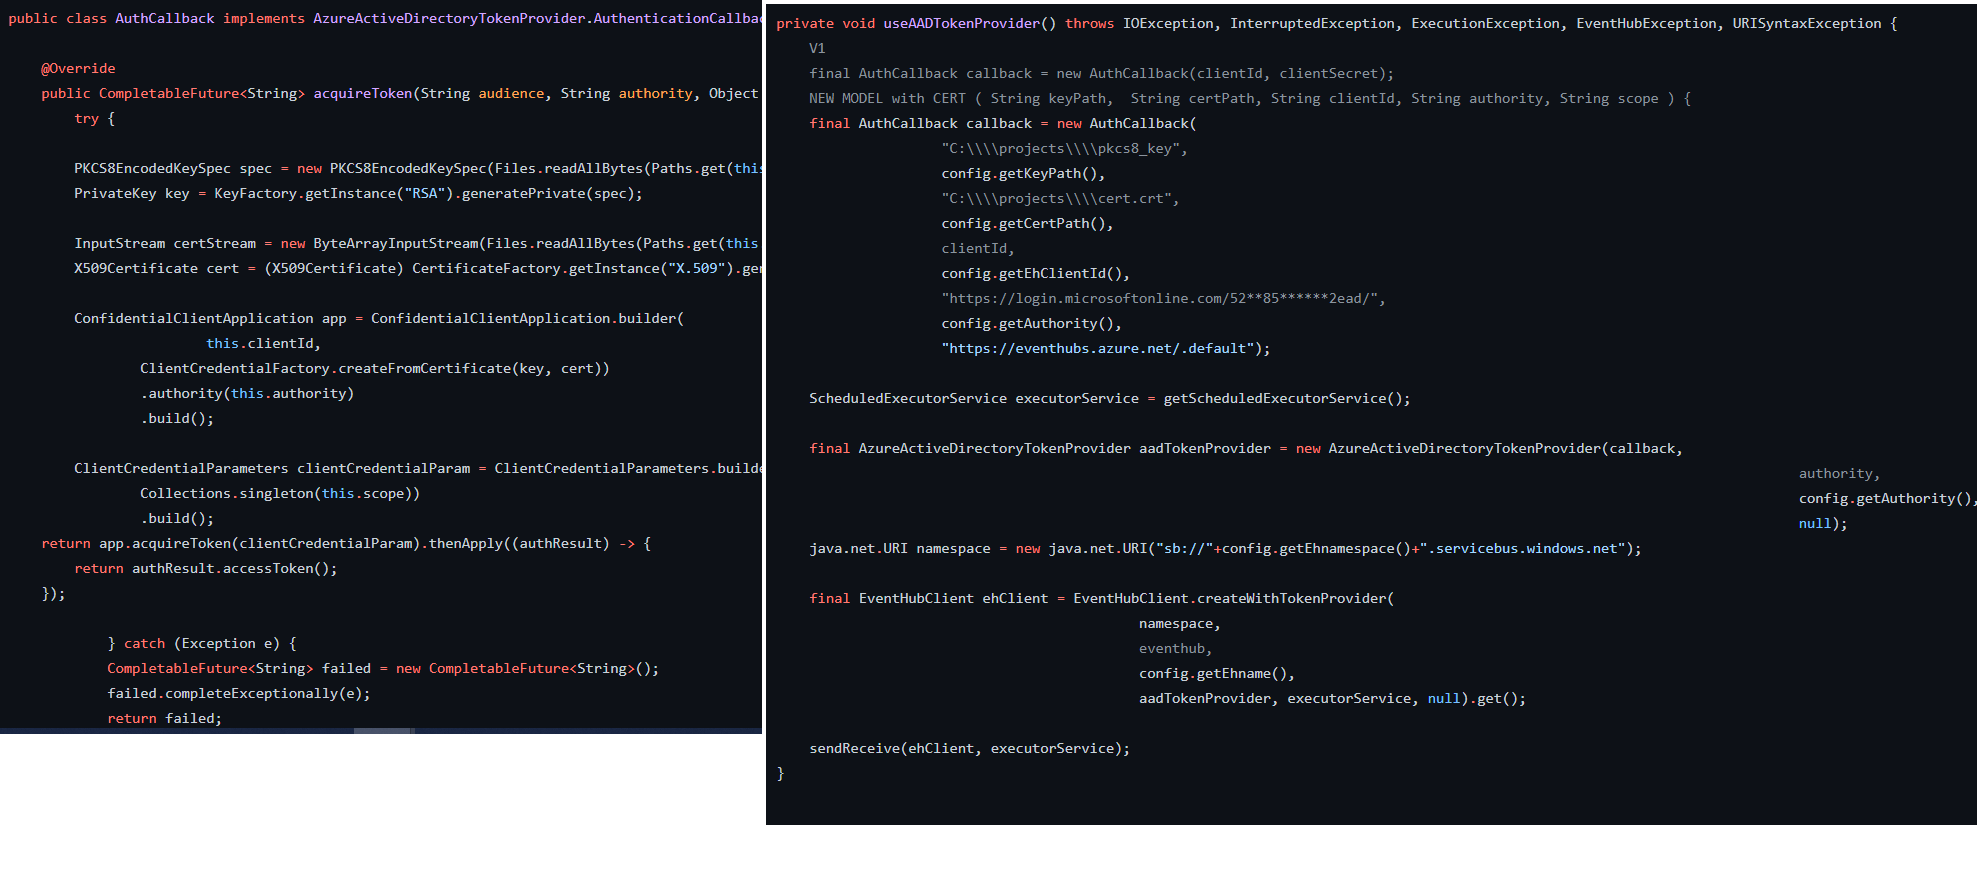 public class AuthCallback implements AzureActiveDirectoryTokenProvider.AuthenticationCallbac
@Override
public CompletableFuture<String> acquireToken(String audience, String authority, Object
try {
PKCS8EncodedKeySpec spec = new PKCS8EncodedKeySpec(Files.readAllBytes(Paths.get(this
PrivateKey key = KeyFactory.getInstance("RSA").generatePrivate(spec);
InputStream certStream = new ByteArrayInputStream(Files.readAllBytes(Paths.get(this
X509Certificate cert = (X509Certificate) CertificateFactory.getInstance("X.509").gen
ConfidentialClientApplication app = ConfidentialClientApplication.builder(
this.clientId,
ClientCredentialFactory.createFromCertificate(key, cert))
.authority(this.authority)
.build();
ClientCredentialParameters clientCredentialParam = ClientCredentialParameters.builde
Collections.singleton(this.scope))
.build();
return app.acquireToken(clientCredentialParam).thenApply((authResult) -> {
return authResult.accessToken();
});
} catch (Exception e) {
CompletableFuture<String> failed = new CompletableFuture<String>();
failed.completeExceptionally(e);
return failed;
private void useAADTokenProvider() throws IOException, InterruptedException, ExecutionException, EventHubException, URISyntaxException {
V1
final AuthCallback callback = new AuthCallback(clientId, clientSecret);
NEW MODEL with CERT ( String keyPath,  String certPath, String clientId, String authority, String scope ) {
final AuthCallback callback = new AuthCallback(
"C:\\\\projects\\\\pkcs8_key",
config.getKeyPath(),
"C:\\\\projects\\\\cert.crt",
config.getCertPath(),
clientId,
config.getEhClientId(),
"https://login.microsoftonline.com/52**85******2ead/",
config.getAuthority(),
"https://eventhubs.azure.net/.default");
ScheduledExecutorService executorService = getScheduledExecutorService();
final AzureActiveDirectoryTokenProvider aadTokenProvider = new AzureActiveDirectoryTokenProvider(callback,
authority,
config.getAuthority(),
null);
java.net.URI namespace = new java.net.URI("sb://"+config.getEhnamespace()+".servicebus.windows.net");
final EventHubClient ehClient = EventHubClient.createWithTokenProvider(
namespace,
eventhub,
config.getEhname(),
aadTokenProvider, executorService, null).get();
sendReceive(ehClient, executorService);
}